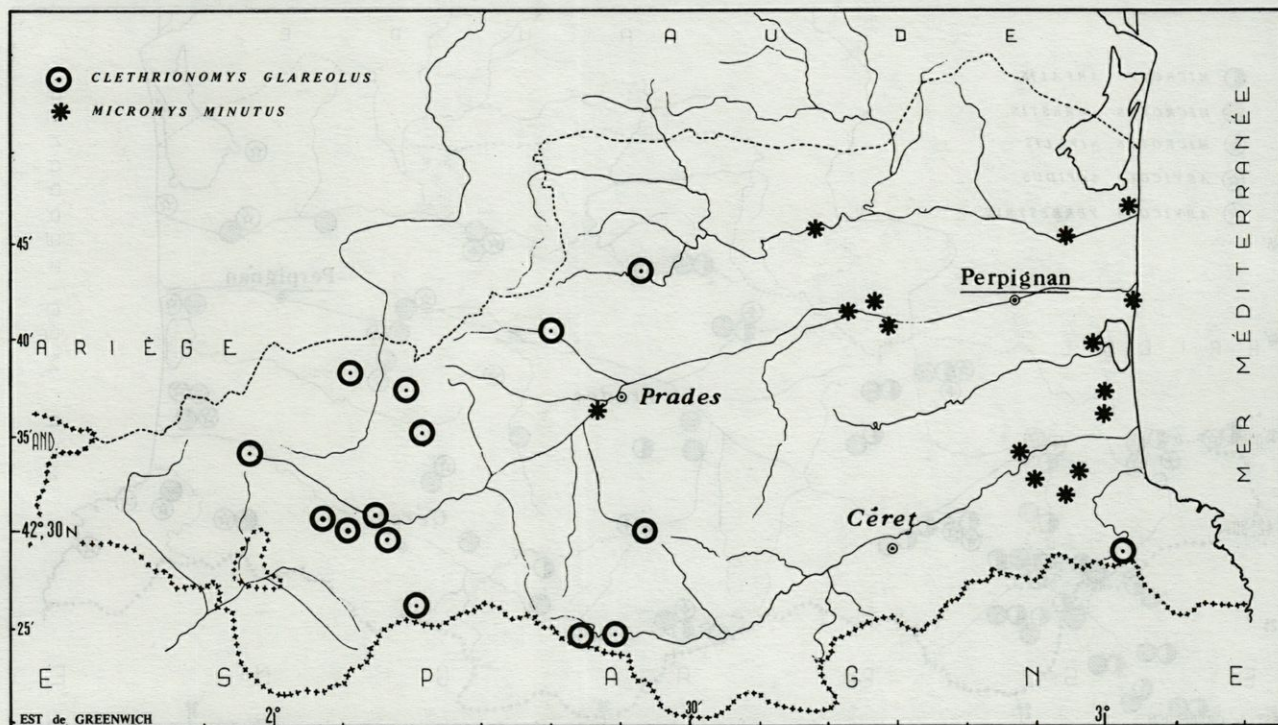 A U D E
CLETHRIONOMYS GLAREOLUS
MICROMYS MINUTUS
MER MÉDITERRANÉE
45′
Perpignan
40′
ARIÈGE
Prades
35′
AND.
42°,30 N
Céret
25′
E S P A G N E
EST de GREENWICH
2°
30′
3°